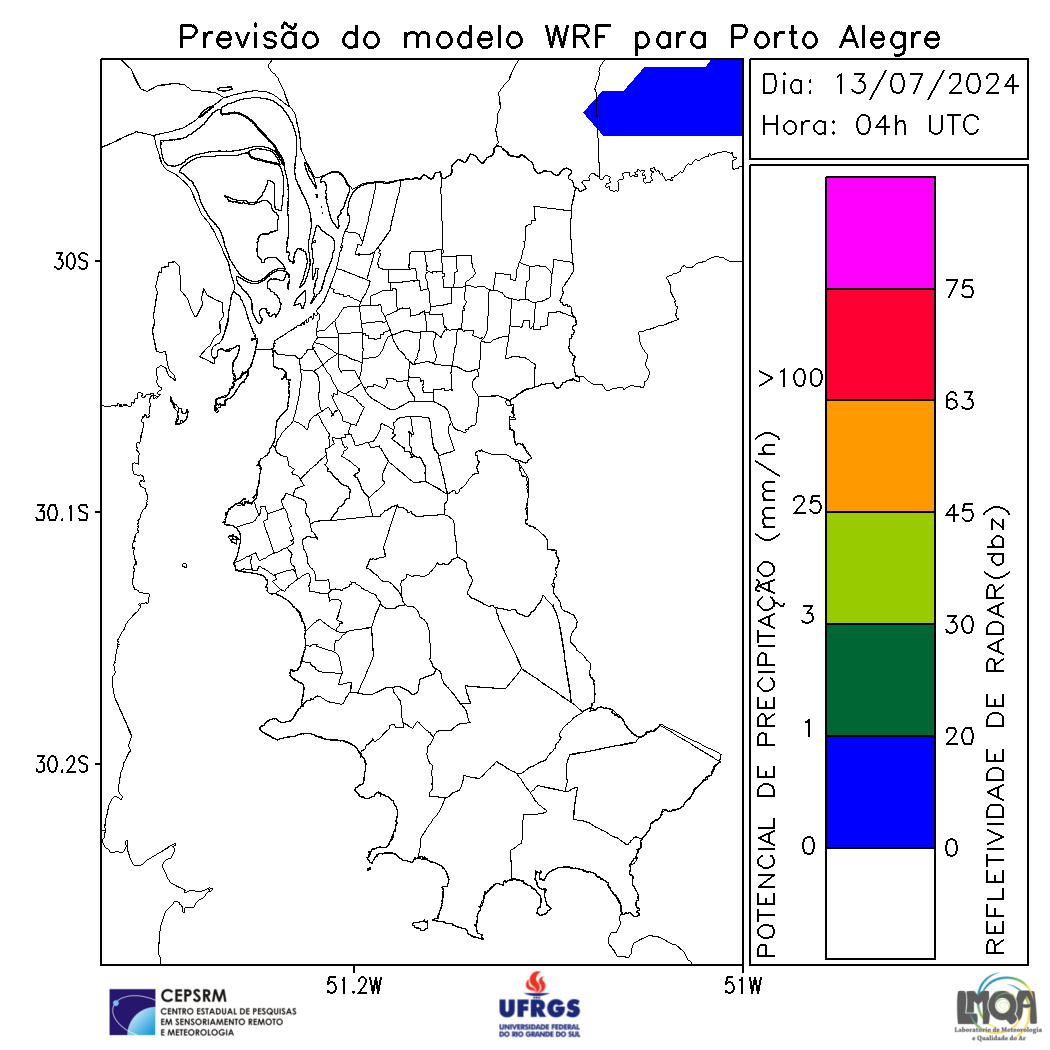 Previsão do modelo WRF para Porto Alegre
Dia: 13/07/2024
Hora: 04h UTC
30S
30.1S
30.2S
51.2W
51W
POTENCIAL DE PRECIPITAÇÃO (mm/h)
>100
25
3
1
0
75
63
45
30
20
0
REFLETIVIDADE DE RADAR(dbz)
CEPSRM
CENTRO ESTADUAL DE PESQUISAS
EM SENSORIAMENTO REMOTO
E METEOROLOGIA
UFRGS
UNIVERSIDADE FEDERAL
DO RIO GRANDE DO SUL
LMQA
Laboratório de Meteorologia
e Qualidade do Ar